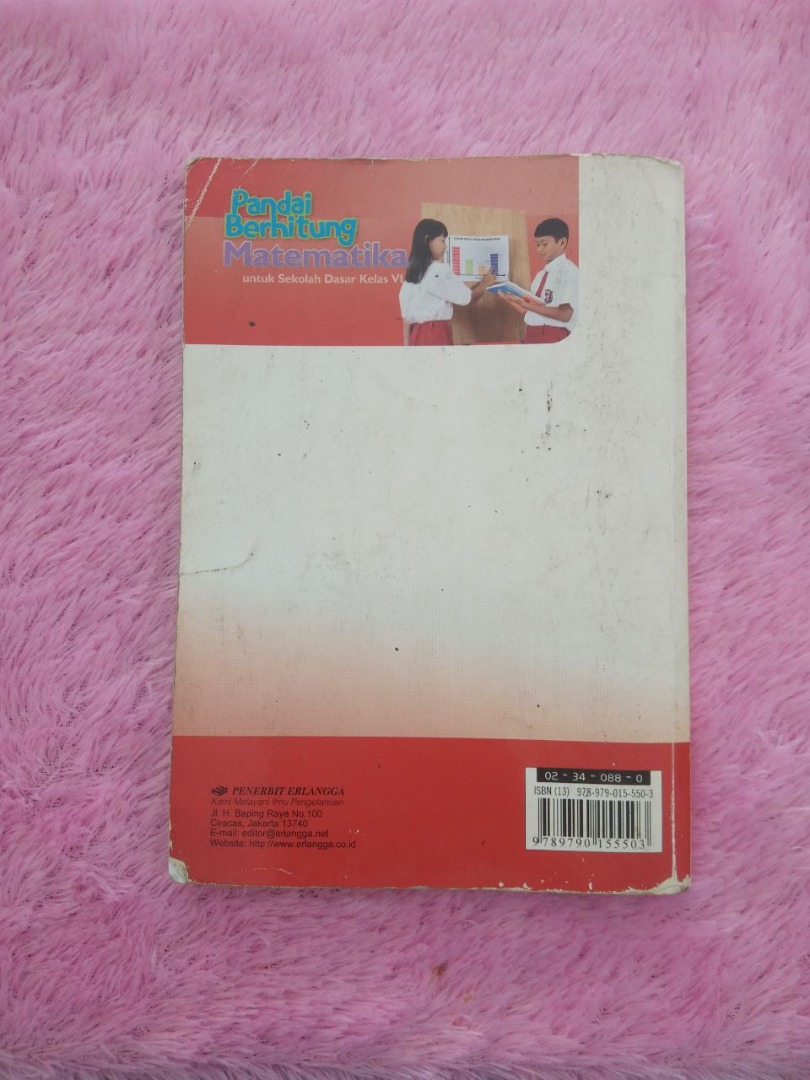 Pandai
Berhitung
Matematika
untuk Sekolah Dasar Kelas VI
PENERBIT ERLANGGA
Kami Melayani Ilmu Pengetahuan
Jl. H. Baping Raya No.100
Ciracas, Jakarta 13740
E-mail: editor@erlangga.net
Website: http://www.erlangga.co.id
02 - 34 - 088 - 0
ISBN (13) 978-979-015-550-3
9 789790 155503